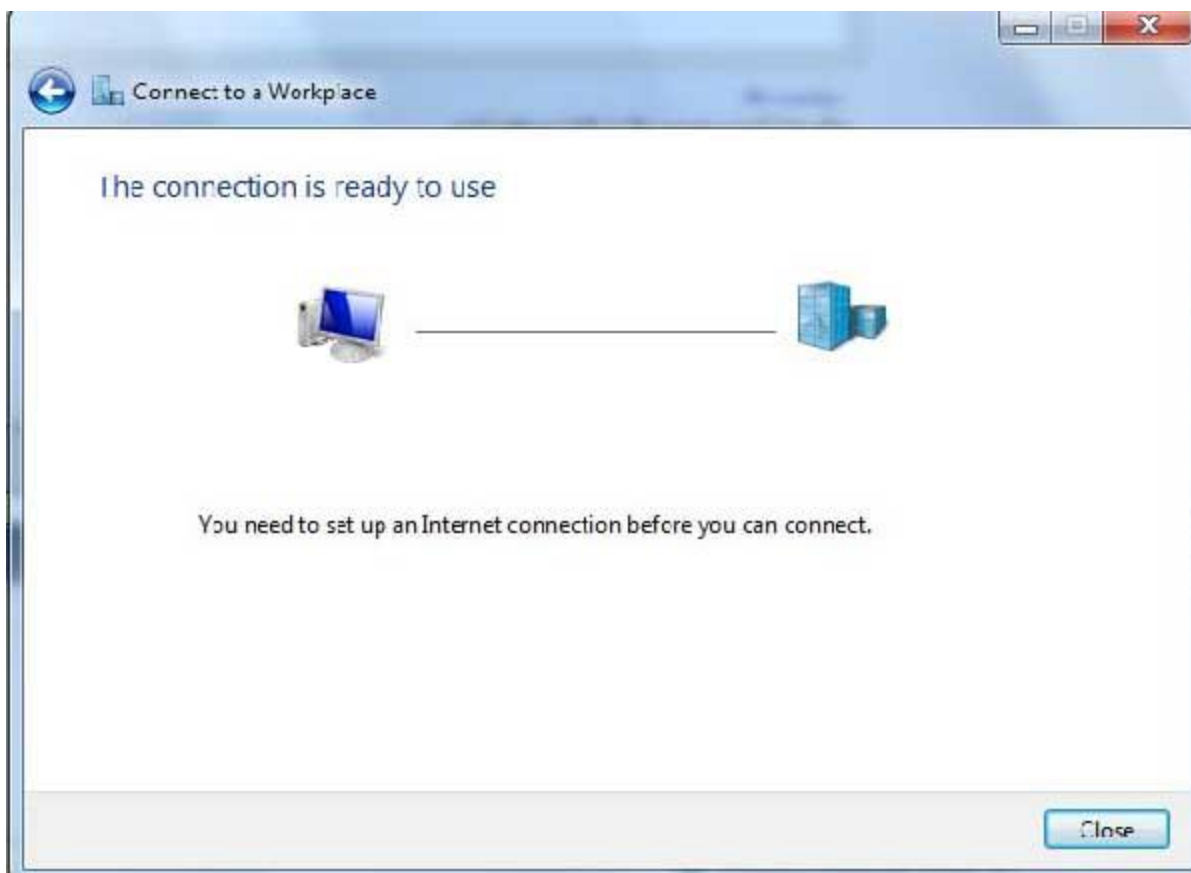 Connect to a Workplace
The connection is ready to use
You need to set up an Internet connection before you can connect.
Close